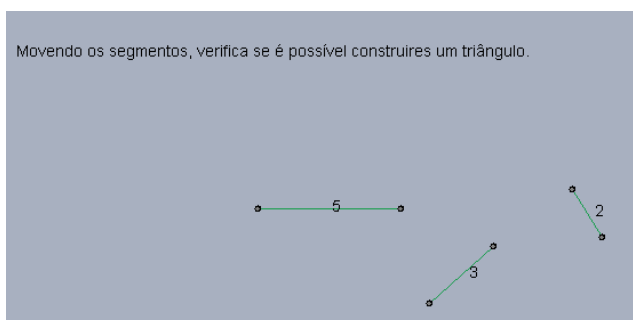 Movendo os segmentos, verifica se é possível construires um triângulo.
5
2
3